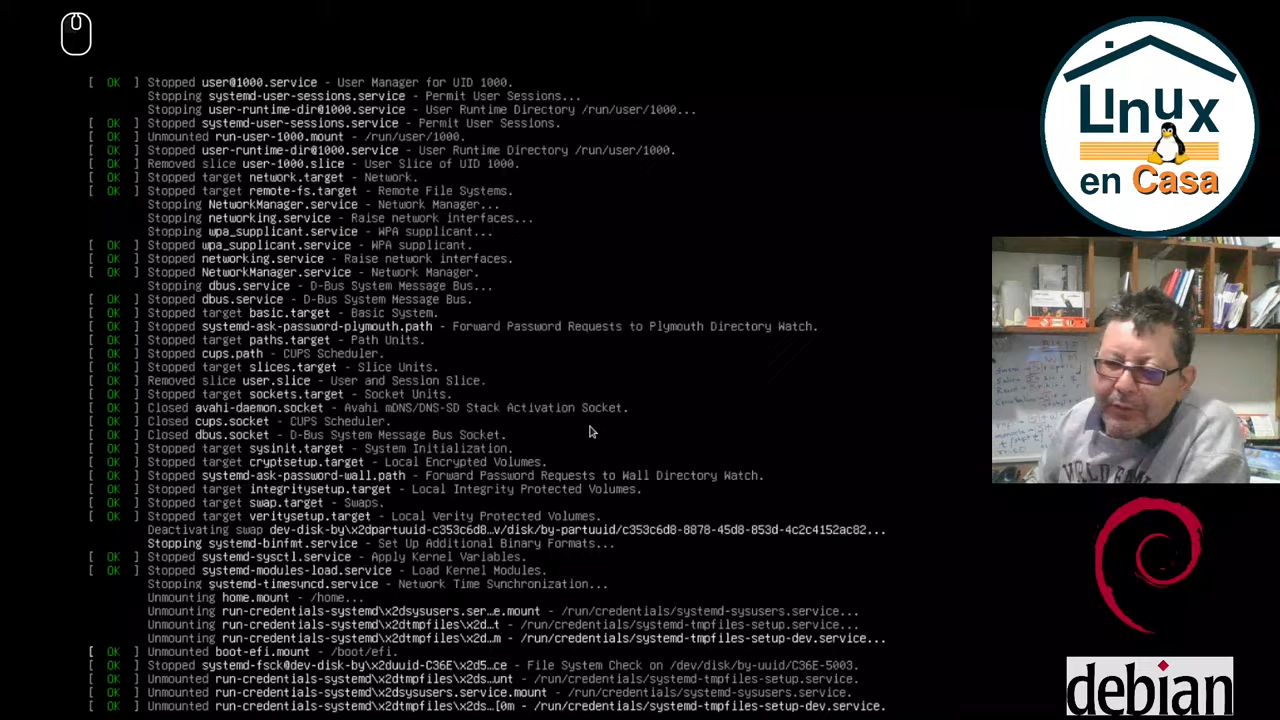 [  OK  ] Stopped user@1000.service - User Manager for UID 1000.
Stopping systemd-user-sessions.service - Permit User Sessions...
Stopping user-runtime-dir@1000.service - User Runtime Directory /run/user/1000...
[  OK  ] Stopped systemd-user-sessions.service - Permit User Sessions.
[  OK  ] Unmounted run-user-1000.mount - /run/user/1000.
[  OK  ] Stopped user-runtime-dir@1000.service - User Runtime Directory /run/user/1000.
[  OK  ] Removed slice user-1000.slice - User Slice of UID 1000.
[  OK  ] Stopped target network.target - Network.
[  OK  ] Stopped target remote-fs.target - Remote File Systems.
Stopping NetworkManager.service - Network Manager...
Stopping networking.service - Raise network interfaces...
Stopping wpa_supplicant.service - WPA supplicant...
[  OK  ] Stopped wpa_supplicant.service - WPA supplicant.
[  OK  ] Stopped networking.service - Raise network interfaces.
[  OK  ] Stopped NetworkManager.service - Network Manager.
Stopping dbus.service - D-Bus System Message Bus...
[  OK  ] Stopped dbus.service - D-Bus System Message Bus.
[  OK  ] Stopped target basic.target - Basic System.
[  OK  ] Stopped systemd-ask-password-plymouth.path - Forward Password Requests to Plymouth Directory Watch.
[  OK  ] Stopped target paths.target - Path Units.
[  OK  ] Stopped cups.path - CUPS Scheduler.
[  OK  ] Stopped target slices.target - Slice Units.
[  OK  ] Removed slice user.slice - User and Session Slice.
[  OK  ] Stopped target sockets.target - Socket Units.
[  OK  ] Closed avahi-daemon.socket - Avahi mDNS/DNS-SD Stack Activation Socket.
[  OK  ] Closed cups.socket - CUPS Scheduler.
[  OK  ] Closed dbus.socket - D-Bus System Message Bus Socket.
[  OK  ] Stopped target sysinit.target - System Initialization.
[  OK  ] Stopped target cryptsetup.target - Local Encrypted Volumes.
[  OK  ] Stopped systemd-ask-password-wall.path - Forward Password Requests to Wall Directory Watch.
[  OK  ] Stopped target integritysetup.target - Local Integrity Protected Volumes.
[  OK  ] Stopped target swap.target - Swaps.
[  OK  ] Stopped target veritysetup.target - Local Verity Protected Volumes.
Deactivating swap dev-disk-by\x2dpartuuid-c353c6d8…v/disk/by-partuuid/c353c6d8-8878-45d8-853d-4c2c4152ac82...
Stopping systemd-binfmt.service - Set Up Additional Binary Formats...
[  OK  ] Stopped systemd-sysctl.service - Apply Kernel Variables.
[  OK  ] Stopped systemd-modules-load.service - Load Kernel Modules.
Stopping systemd-timesyncd.service - Network Time Synchronization...
Unmounting home.mount - /home...
Unmounting run-credentials-systemd\x2dsysusers.ser…e.mount - /run/credentials/systemd-sysusers.service...
Unmounting run-credentials-systemd\x2dtmpfiles\x2d…t - /run/credentials/systemd-tmpfiles-setup.service...
Unmounting run-credentials-systemd\x2dtmpfiles\x2d…m - /run/credentials/systemd-tmpfiles-setup-dev.service...
[  OK  ] Unmounted boot-efi.mount - /boot/efi.
[  OK  ] Stopped systemd-fsck@dev-disk-by\x2duuid-C36E\x2d5…ce - File System Check on /dev/disk/by-uuid/C36E-5003.
[  OK  ] Unmounted run-credentials-systemd\x2dtmpfiles\x2ds…unt - /run/credentials/systemd-tmpfiles-setup.service.
[  OK  ] Unmounted run-credentials-systemd\x2dsysusers.service.mount - /run/credentials/systemd-sysusers.service.
[  OK  ] Unmounted run-credentials-systemd\x2dtmpfiles\x2ds…[0m - /run/credentials/systemd-tmpfiles-setup-dev.service.
Linux
en Casa
debian